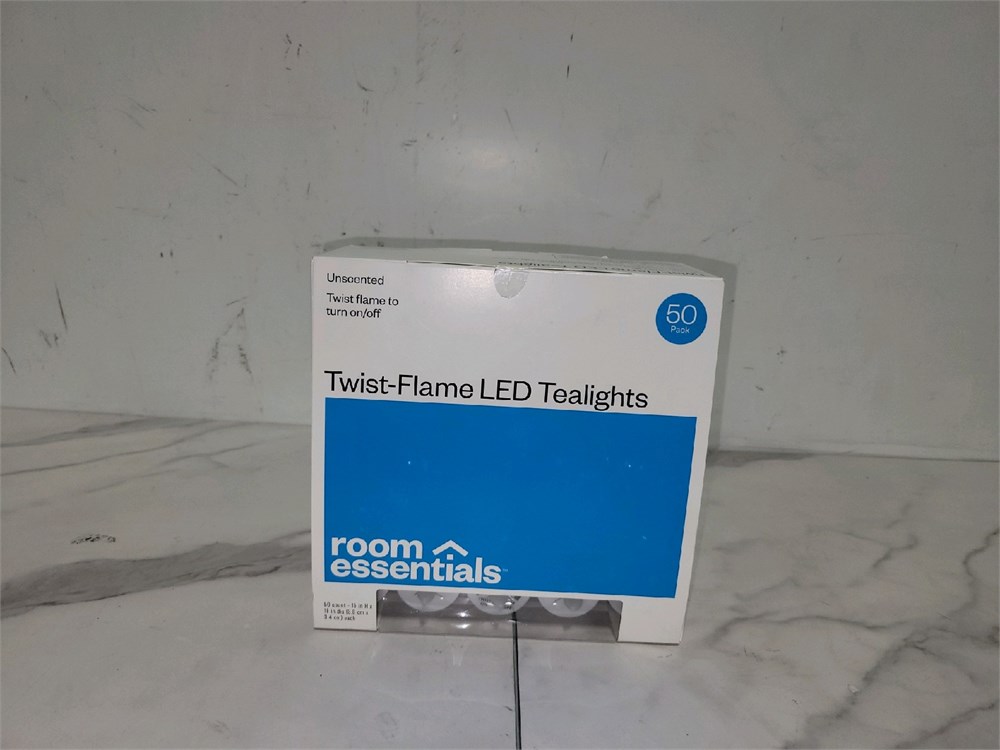 Unscented
Twist flame to
turn on/off
50
Pack
Twist-Flame LED Tealights
room
essentials